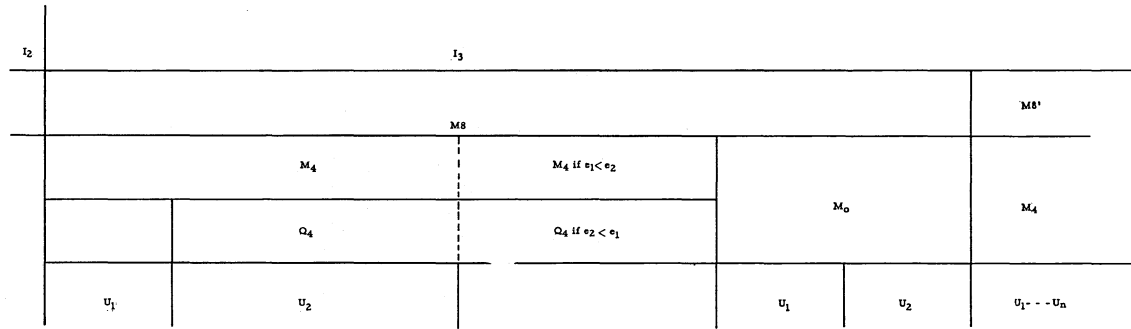 I2 I3
M8'
M8
M4 M4 if e1<e2
Mo M4
Q4 Q4 if e2<e1
U1 U2 U1 U2 U1---Un